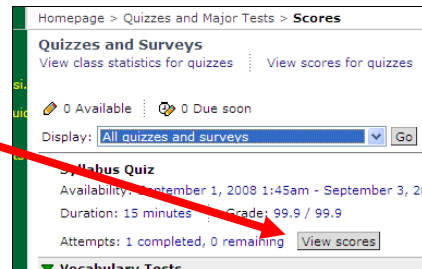 Homepage > Quizzes and Major Tests > Scores
Quizzes and Surveys
View class statistics for quizzes View scores for quizzes
si.
0 Available 0 Due soon
Display: All quizzes and surveys Go
Syllabus Quiz
Availability: September 1, 2008 1:45am - September 3, 2
Duration: 15 minutes Grade: 99.9 / 99.9
Attempts: 1 completed, 0 remaining View scores
Vocabulary Tests